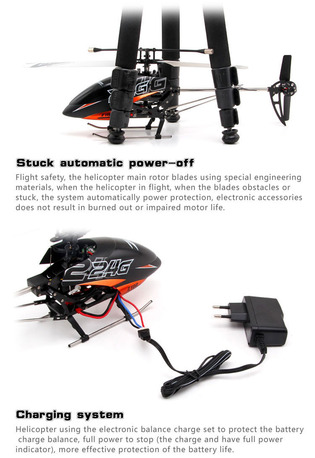 Stuck automatic power-off
Flight safety, the helicopter main rotor blades using special engineering
materials, when the helicopter in flight, when the blades obstacles or
stuck, the system automatically power protection, electronic accessories
does not result in burned out or impaired motor life.
2.4G
Charging system
Helicopter using the electronic balance charge set to protect the battery
charge balance, full power to stop (the charge and have full power
indicator), more effective protection of the battery life.